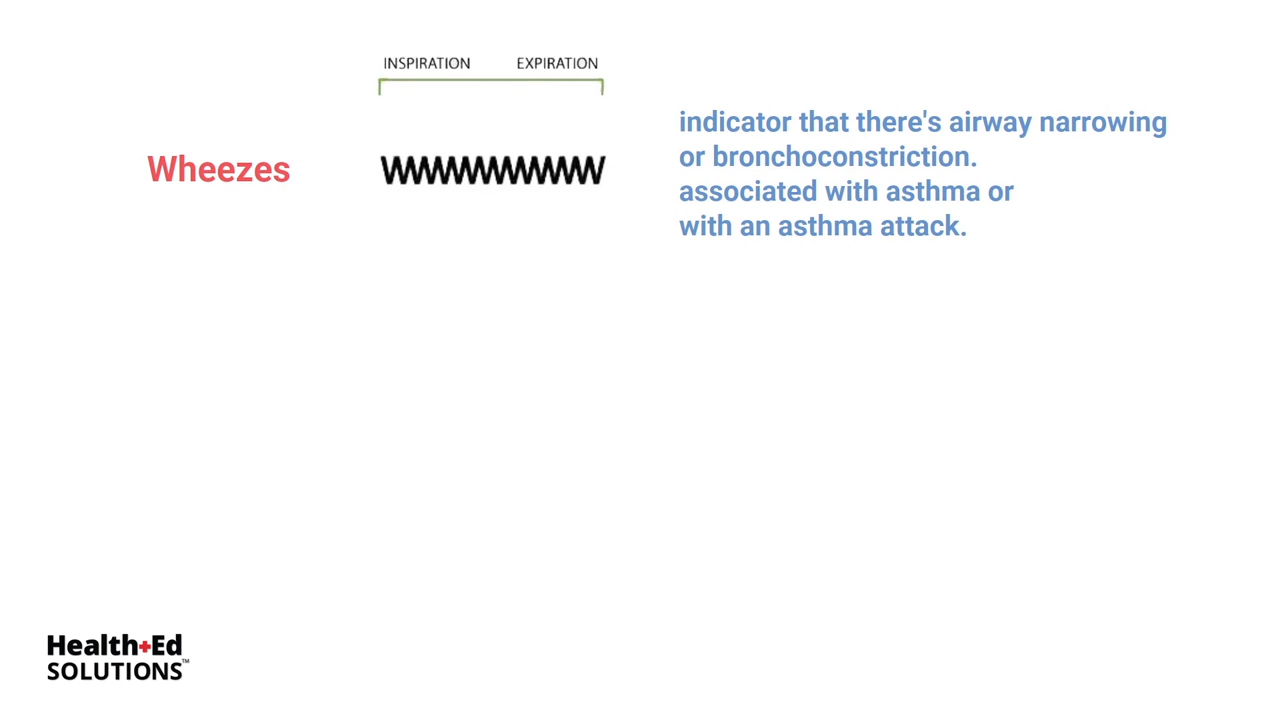 INSPIRATION EXPIRATION
Wheezes
indicator that there's airway narrowing
or bronchoconstriction.
associated with asthma or
with an asthma attack.
Health+Ed
SOLUTIONS™